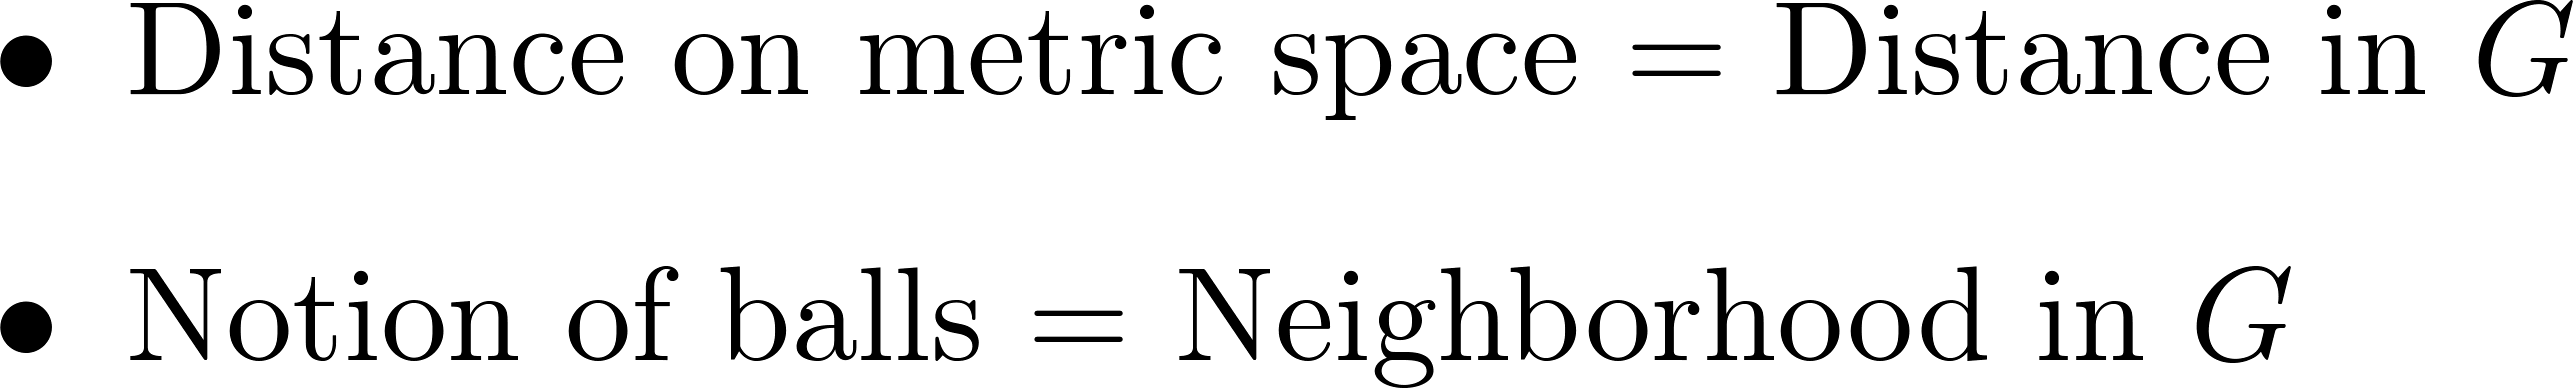 • Distance on metric space = Distance in G
• Notion of balls = Neighborhood in G